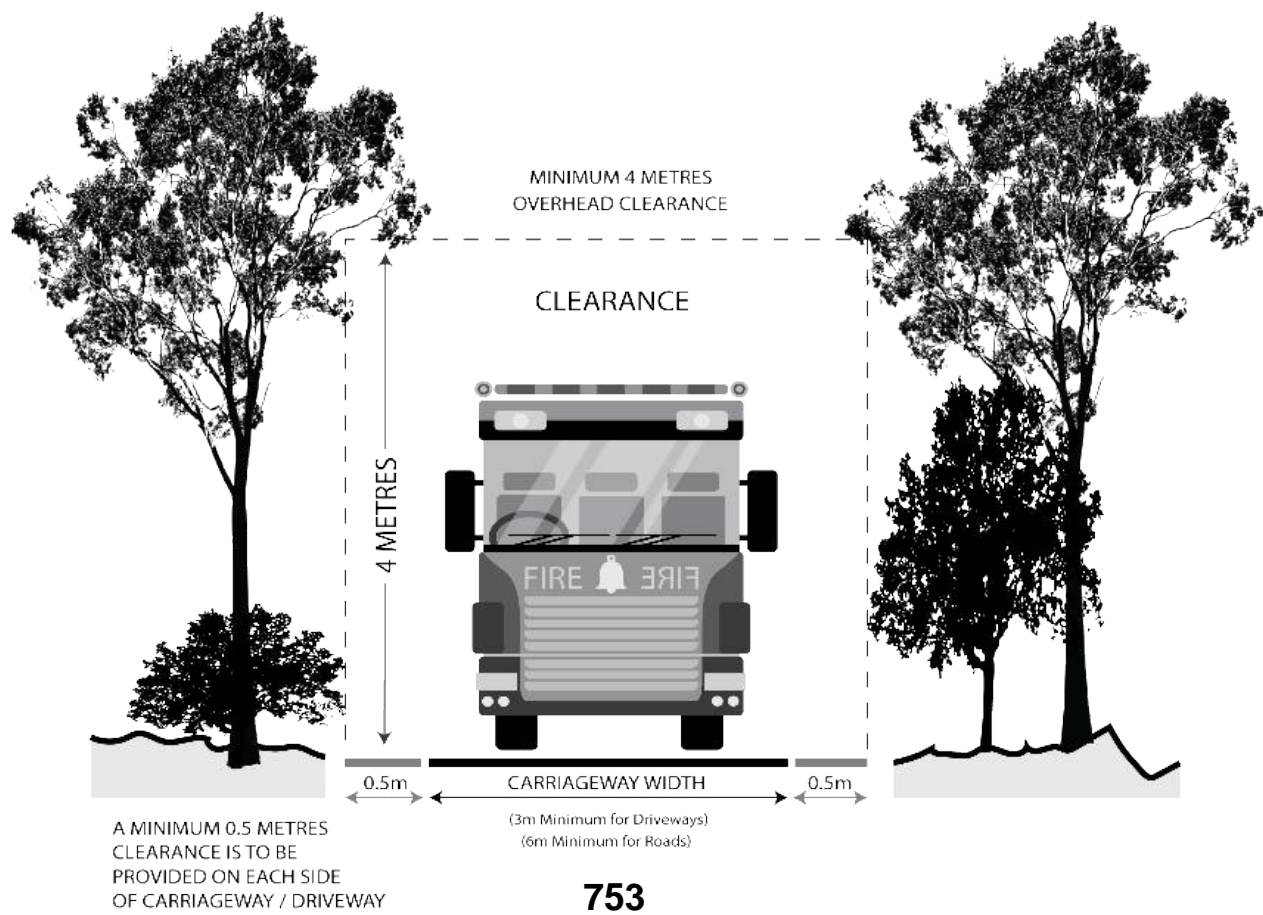 MINIMUM 4 METRES
OVERHEAD CLEARANCE
CLEARANCE
4 METRES
FIRE FIRE
0.5m CARRIAGEWAY WIDTH 0.5m
(3m Minimum for Driveways)
(6m Minimum for Roads)
A MINIMUM 0.5 METRES
CLEARANCE IS TO BE
PROVIDED ON EACH SIDE
OF CARRIAGEWAY / DRIVEWAY
753